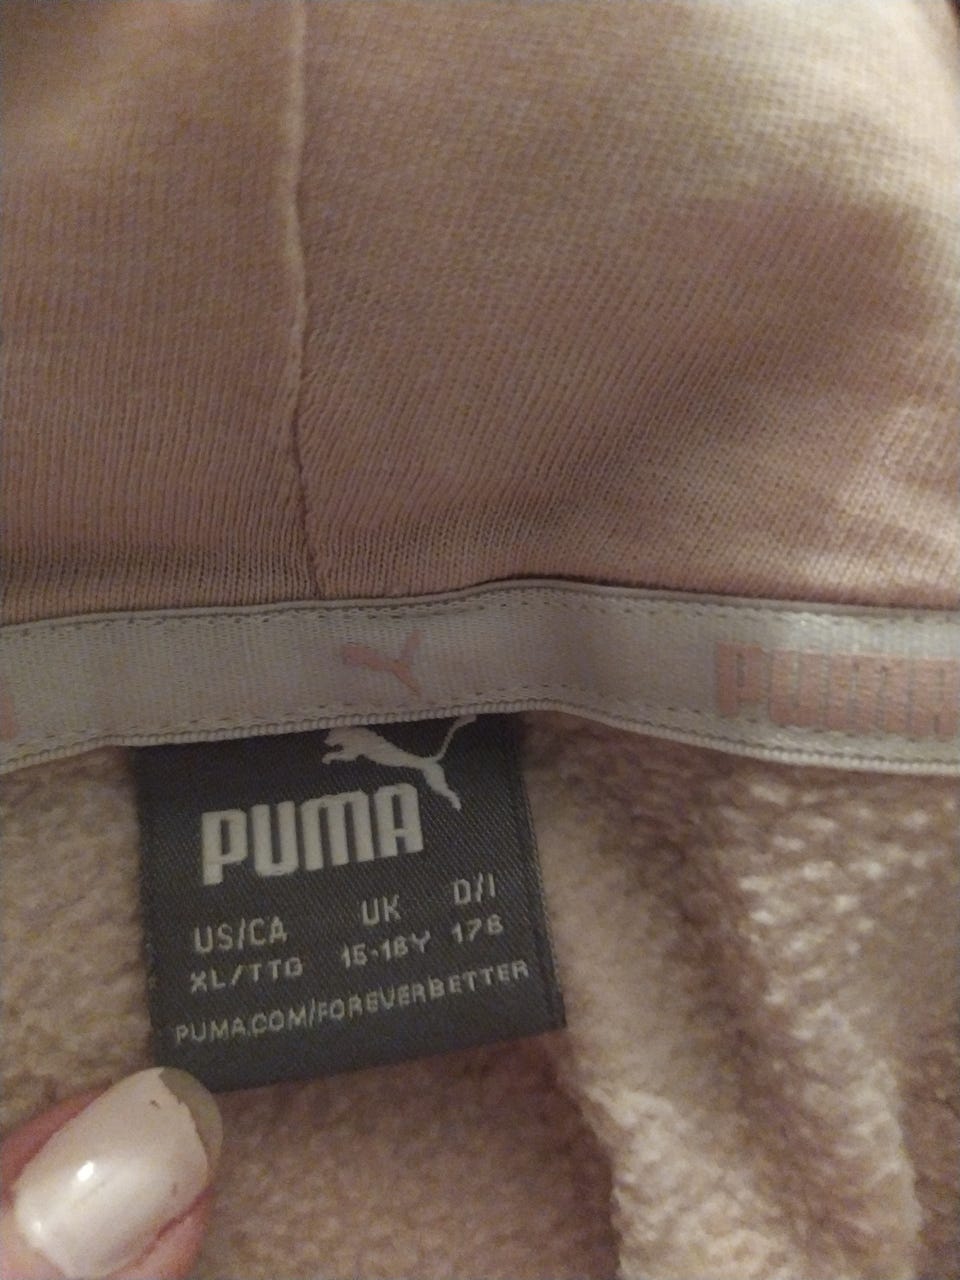 PUMA
PUMA
US/CA UK D/I
XL/TTG 15-16Y 176
PUMA.COM/FOREVERBETTER